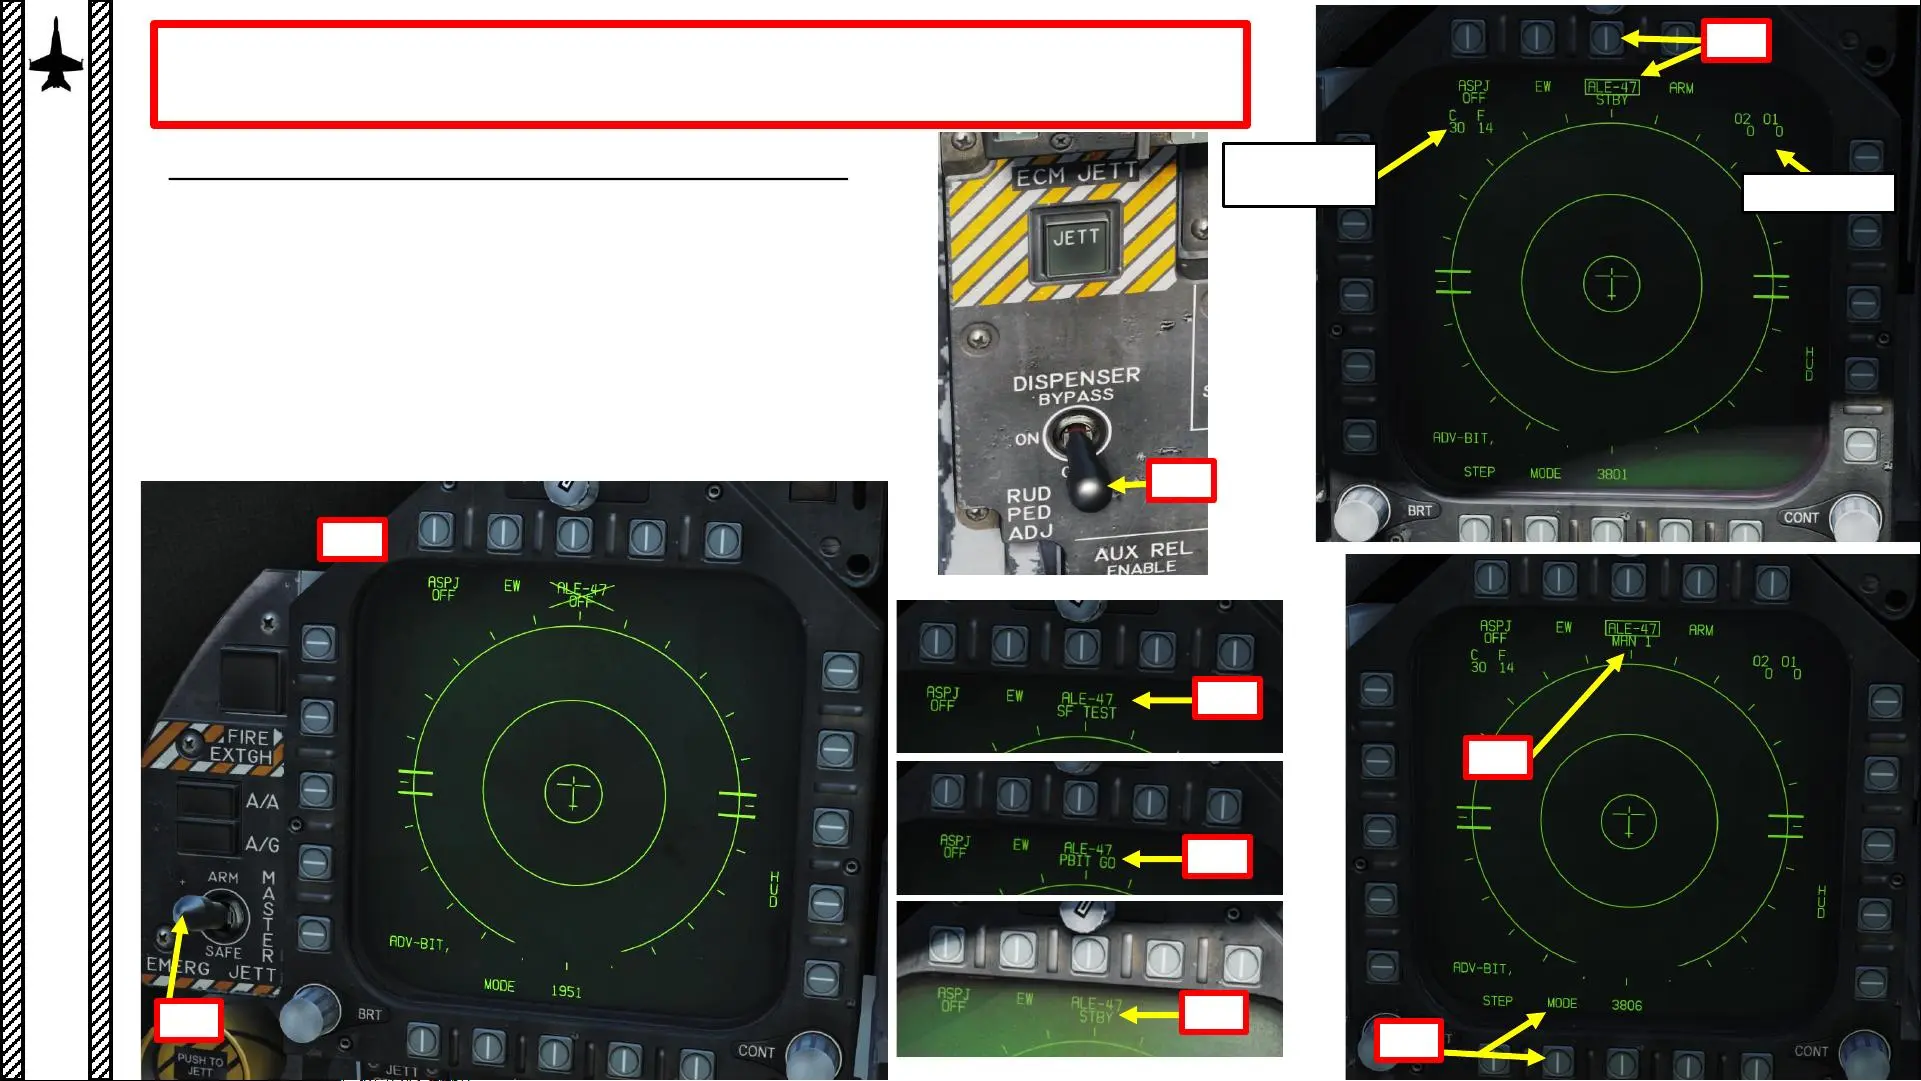 ECM JETT
JETT
DISPENSER
BYPASS
ON
RUD
PED
ADJ
AUX REL
ENABLE
ASPJ
OFF
EW
ALE-47
STBY
ARM
C F
30 14
02 01
0 0
HUD
ADV-BIT,
STEP
MODE
3801
BRT
CONT
ASPJ
OFF
EW
ALE-47
OFF
HUD
ADV-BIT,
MODE
1951
BRT
CONT
FIRE
EXTGH
A/A
A/G
MASTER
ARM
SAFE
EMERG JETT
PUSH TO
JETT
JETT
ASPJ
OFF
EW
ALE-47
SF TEST
ASPJ
OFF
EW
ALE-47
PBIT GO
ASPJ
OFF
EW
ALE-47
STBY
ASPJ
OFF
EW
ALE-47
MAN 1
ARM
C F
30 14
02 01
0 0
HUD
ADV-BIT,
STEP
MODE
3806
CONT